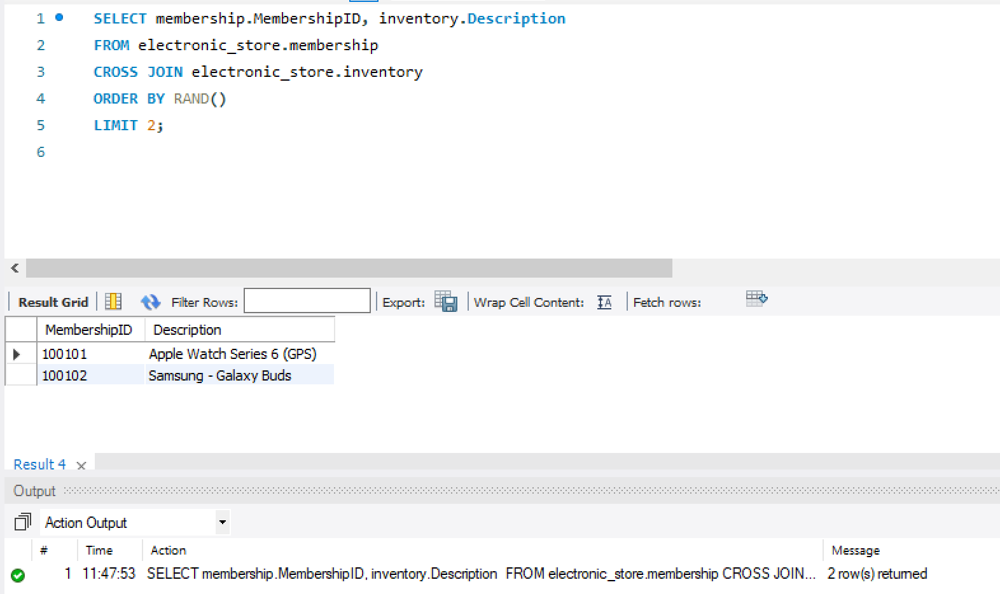 1 SELECT membership.MembershipID, inventory.Description
2 FROM electronic_store.membership
3 CROSS JOIN electronic_store.inventory
4 ORDER BY RAND()
5 LIMIT 2;
6
Result Grid Filter Rows: Export: Wrap Cell Content: Fetch rows:
MembershipID Description
100101 Apple Watch Series 6 (GPS)
100102 Samsung - Galaxy Buds
Result 4
Output
Action Output
# Time Action Message
1 11:47:53 SELECT membership.MembershipID, inventory.Description FROM electronic_store.membership CROSS JOIN... 2 row(s) returned